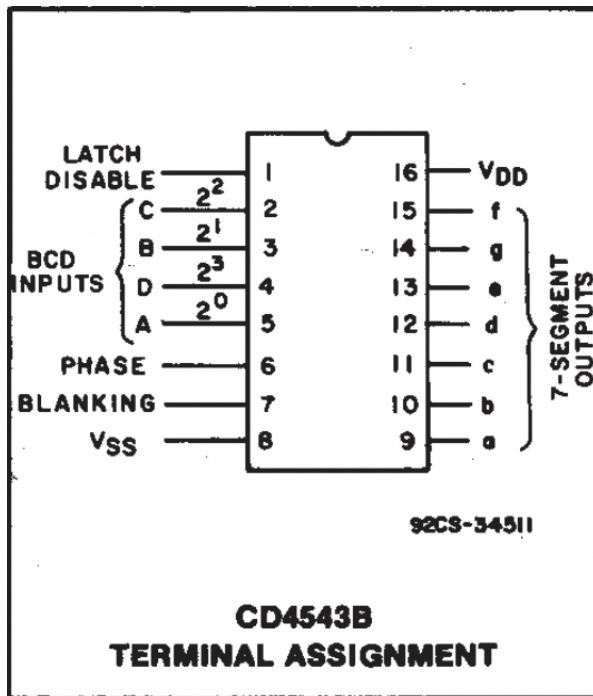 LATCH
DISABLE
1
16
VDD
C
2²
2
15
f
B
2¹
3
14
g
BCD
INPUTS
D
2³
4
13
e
A
2⁰
5
12
d
7-SEGMENT
OUTPUTS
PHASE
6
11
c
BLANKING
7
10
b
VSS
8
9
a
92CS-34511
CD4543B
TERMINAL ASSIGNMENT